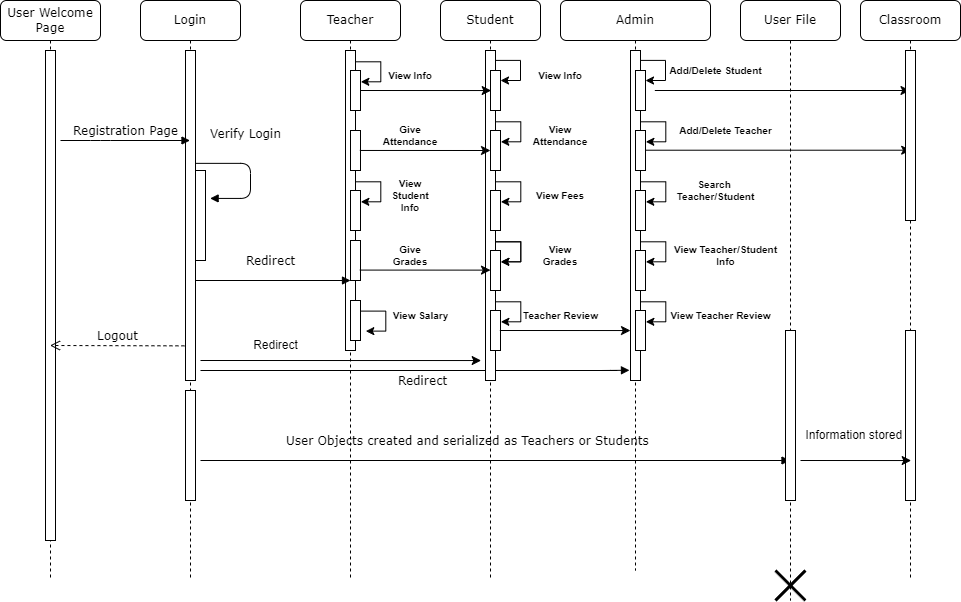 User Welcome
Page
Login
Teacher
Student
Admin
User File
Classroom
View Info
View Info
Add/Delete Student
Registration Page
Verify Login
Give
Attendance
View
Attendance
Add/Delete Teacher
View
Student
Info
View Fees
Search
Teacher/Student
Redirect
Give
Grades
View
Grades
View Teacher/Student
Info
View Salary
Teacher Review
View Teacher Review
Logout
Redirect
Redirect
User Objects created and serialized as Teachers or Students
Information stored